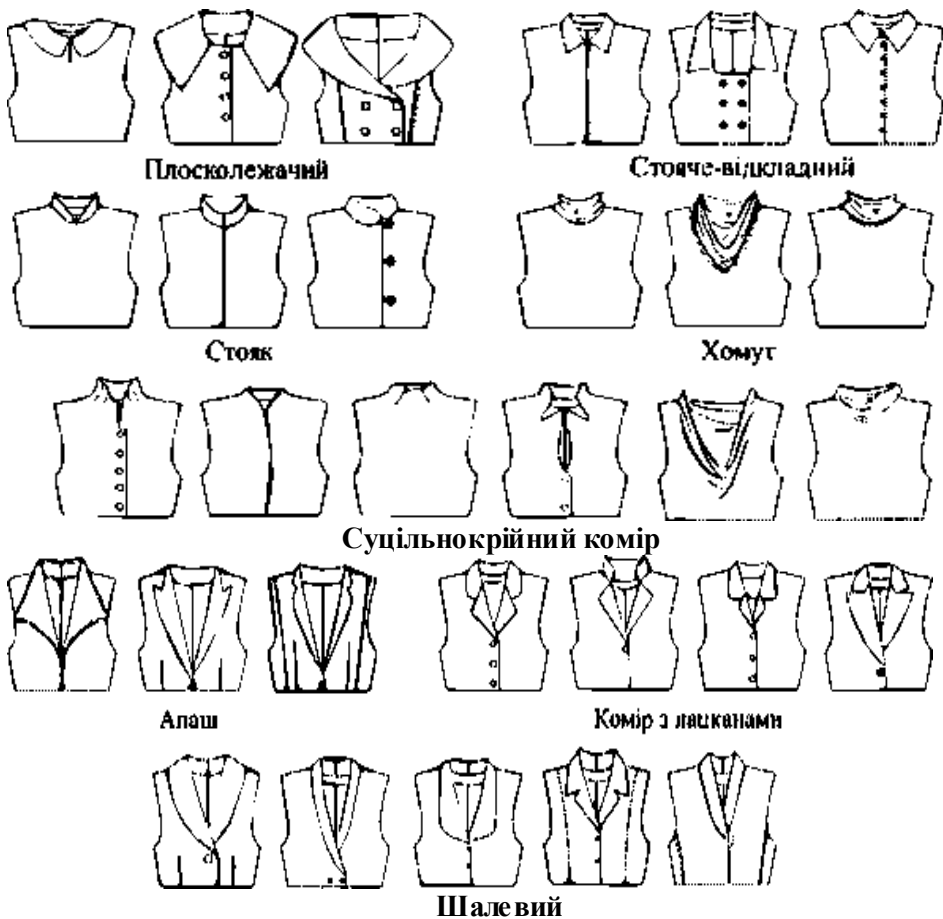 Плосколежачий
Стояче-відкладний
Стояк
Хомут
Суцільнокрійний комір
Апаш
Комір з лацканами
Шалевий